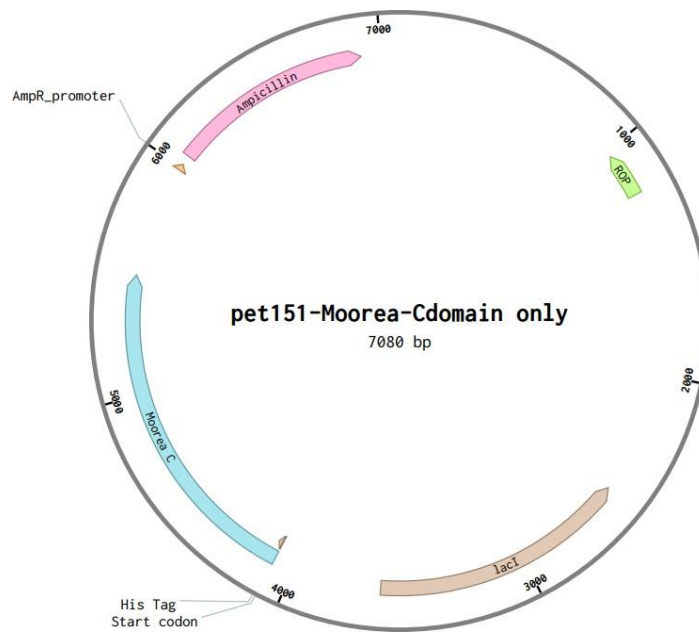 7000
Ampicillin
AmpR_promoter
6000
1000
ROP
pet151-Moorea-Cdomain only
7080 bp
2000
5000
Moorea C
lacI
3000
4000
His Tag
Start codon